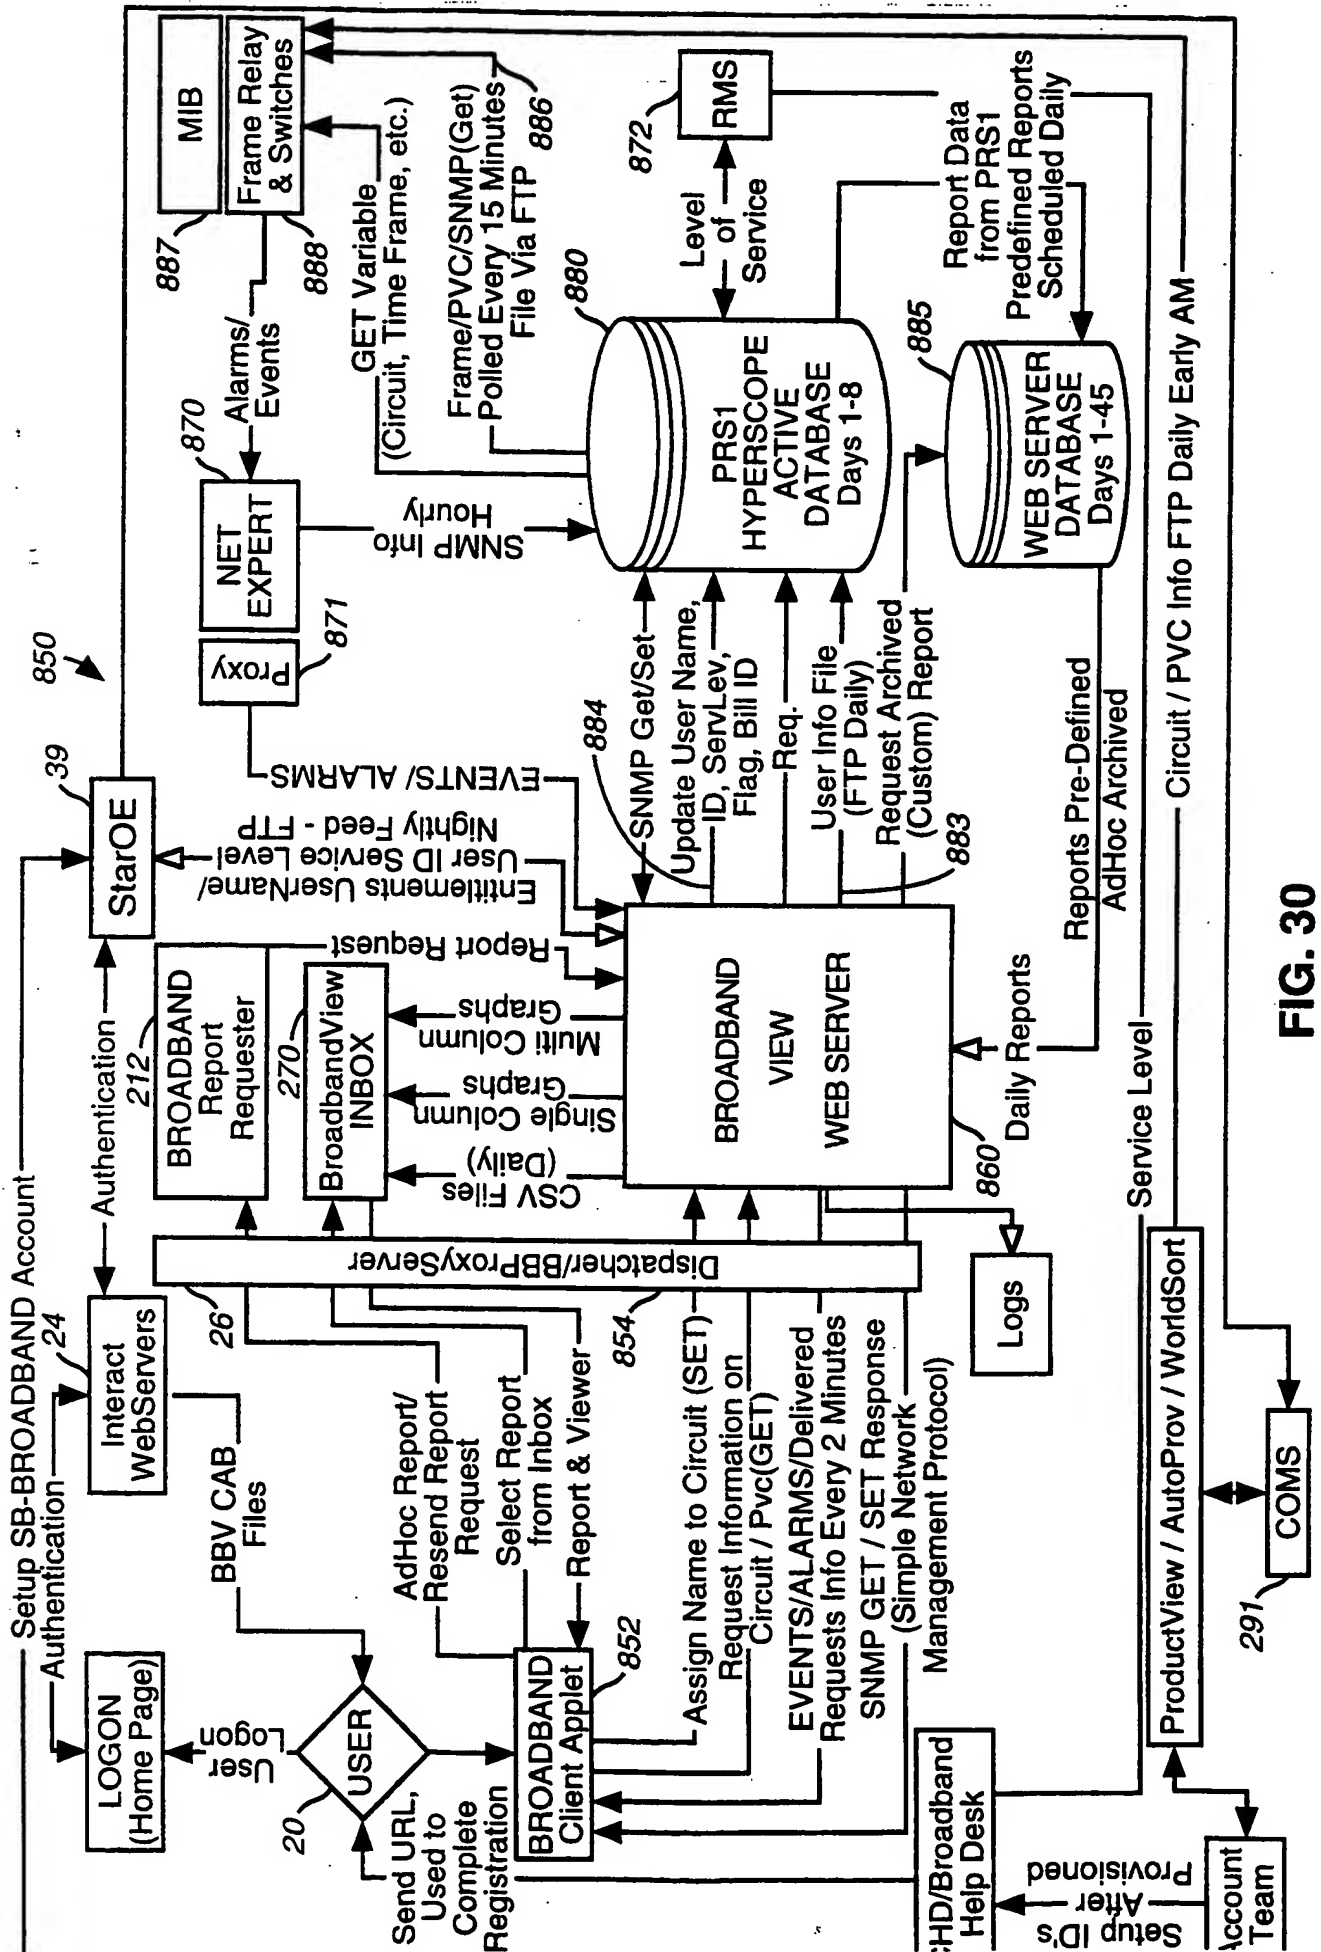 Setup SB-BROADBAND Account
Authentication
LOGON
(Home Page)
24
Interact
WebServers
Authentication
39
StarOE
850
User
Logon
20
USER
BBV CAB
Files
26
212
BROADBAND
Report
Requester
270
BroadbandView
INBOX
Entitlements UserName/
User ID Service Level
Nightly Feed - FTP
Report Request
EVENTS/ ALARMS
Proxy
871
NET
EXPERT
870
Alarms/
Events
MIB
887
Frame Relay
& Switches
888
GET Variable
(Circuit, Time Frame, etc.)
Frame/PVC/SNMP(Get)
Polled Every 15 Minutes
File Via FTP
886
SNMP Info
Hourly
Send URL,
Used to
Complete
Registration
BROADBAND
Client Applet
852
AdHoc Report/
Resend Report
Request
Select Report
from Inbox
Report & Viewer
Dispatcher/BBProxyServer
854
CSV Files
(Daily)
Single Column
Graphs
Multi Column
Graphs
Assign Name to Circuit (SET)
Request Information on
Circuit / Pvc(GET)
EVENTS/ALARMS/Delivered
Requests Info Every 2 Minutes
SNMP GET / SET Response
(Simple Network
Management Protocol)
BROADBAND
VIEW
WEB SERVER
860
884
SNMP Get/Set
Update User Name,
ID, ServLev,
Flag, Bill ID
Req.
User Info File
(FTP Daily)
Request Archived
(Custom) Report
883
880
PRS1
HYPERSCOPE
ACTIVE
DATABASE
Days 1-8
Level
of
Service
872
RMS
885
WEB SERVER
DATABASE
Days 1-45
Report Data
from PRS1
Predefined Reports
Scheduled Daily
Logs
Daily Reports
Reports Pre-Defined
AdHoc Archived
Help Desk
Service Level
Setup ID's
After
Provisioned
Account
Team
ProductView / AutoProv / WorldSort
Circuit / PVC Info FTP Daily Early AM
291
COMS
FIG. 30